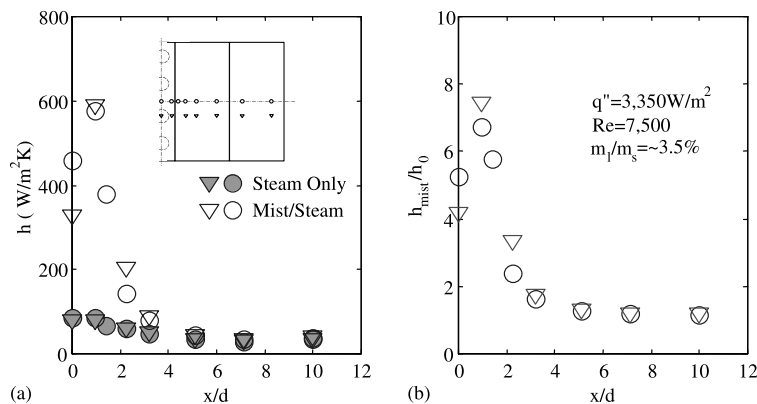 800
600
400
200
0
h ( W/m²K)
Steam Only
Mist/Steam
0 2 4 6 8 10 12
x/d
(a)
10
8
6
4
2
0
h_mist/h_0
q"=3,350W/m²
Re=7,500
m_l/m_s=~3.5%
0 2 4 6 8 10 12
x/d
(b)